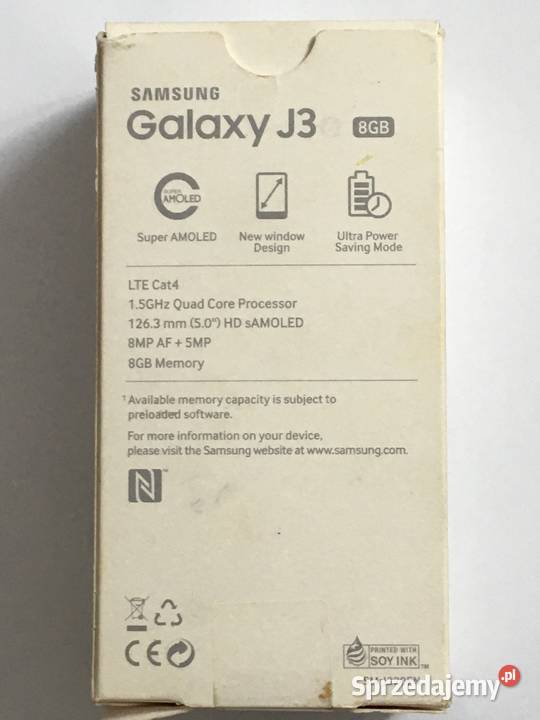 SAMSUNG
Galaxy J3 8GB
SUPER AMOLED
Super AMOLED
New window Design
Ultra Power Saving Mode
LTE Cat4
1.5GHz Quad Core Processor
126.3 mm (5.0") HD sAMOLED
8MP AF + 5MP
8GB Memory
¹ Available memory capacity is subject to
preloaded software.
For more information on your device,
please visit the Samsung website at www.samsung.com.
N™
CE
PRINTED WITH
SOY INK™
Sprzedajemy.pl